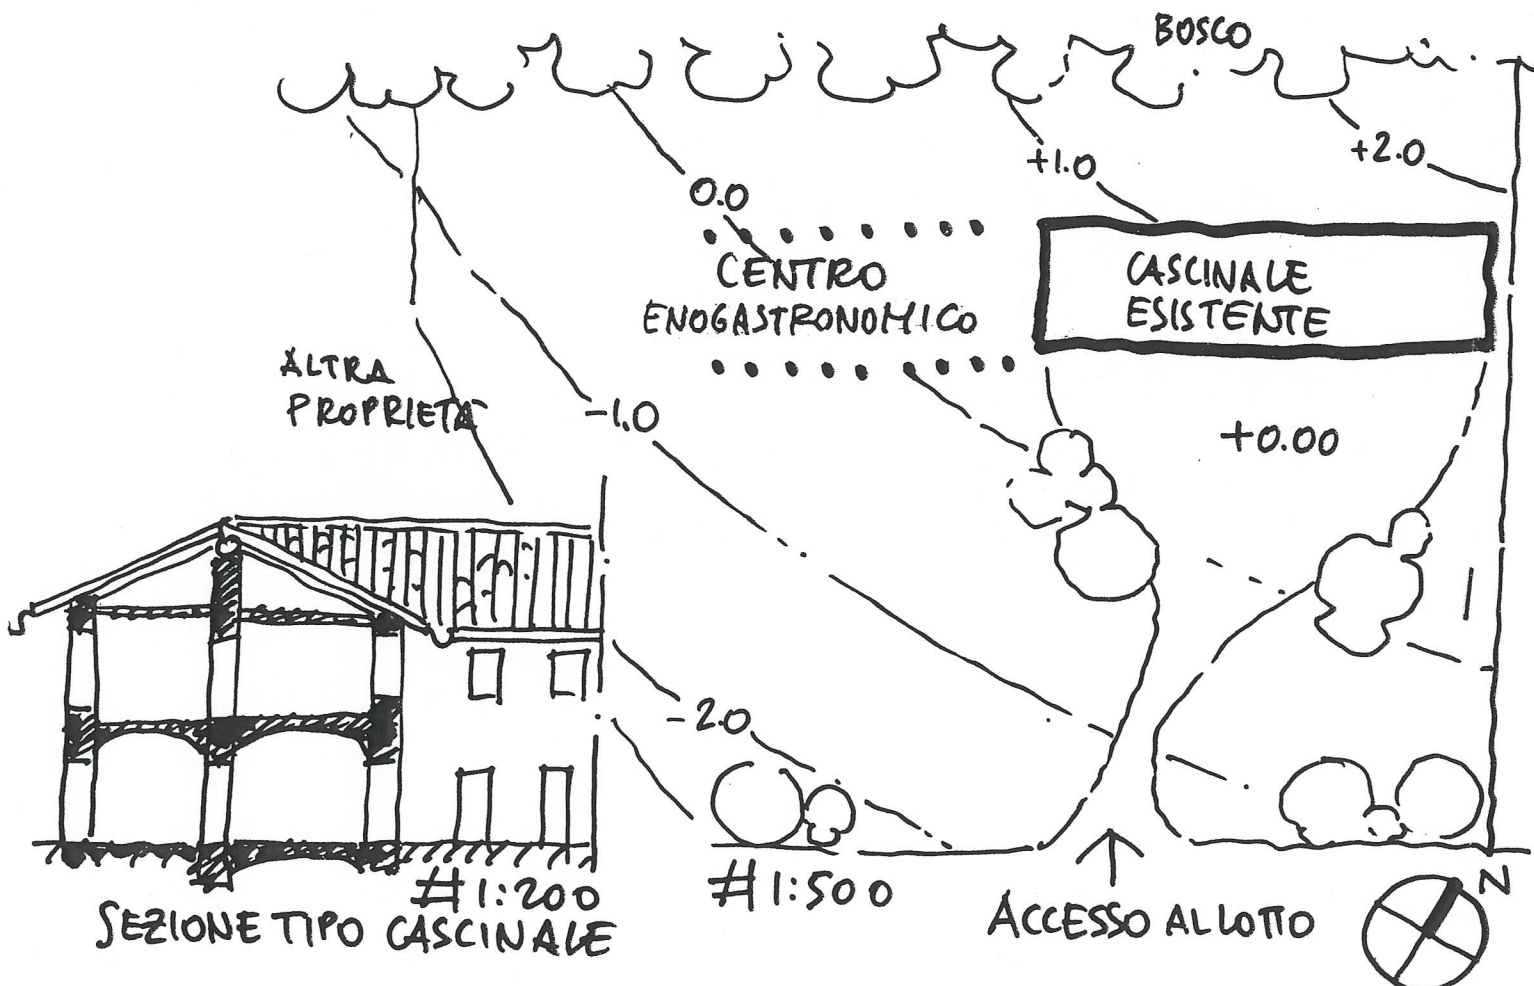 BOSCO
+1.0
+2.0
0.0
CENTRO
ENOGASTRONOMICO
CASCINALE
ESISTENTE
ALTRA
PROPRIETÀ
-1.0
+0.00
-2.0
# 1:200
SEZIONE TIPO CASCINALE
# 1:500
ACCESSO AL LOTTO
N